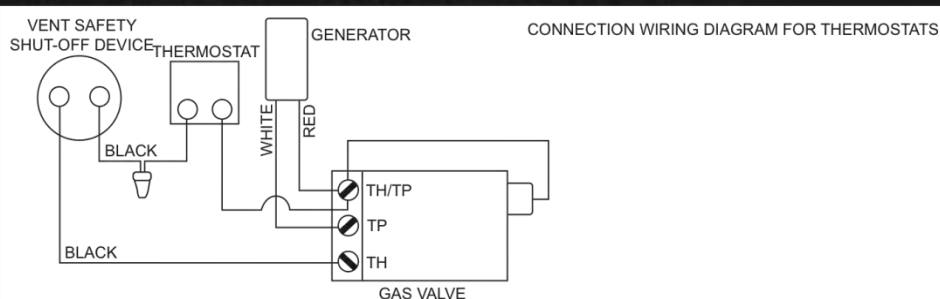 CONNECTION WIRING DIAGRAM FOR THERMOSTATS
VENT SAFETY
SHUT-OFF DEVICE
THERMOSTAT
GENERATOR
WHITE
RED
BLACK
TH/TP
TP
BLACK
TH
GAS VALVE